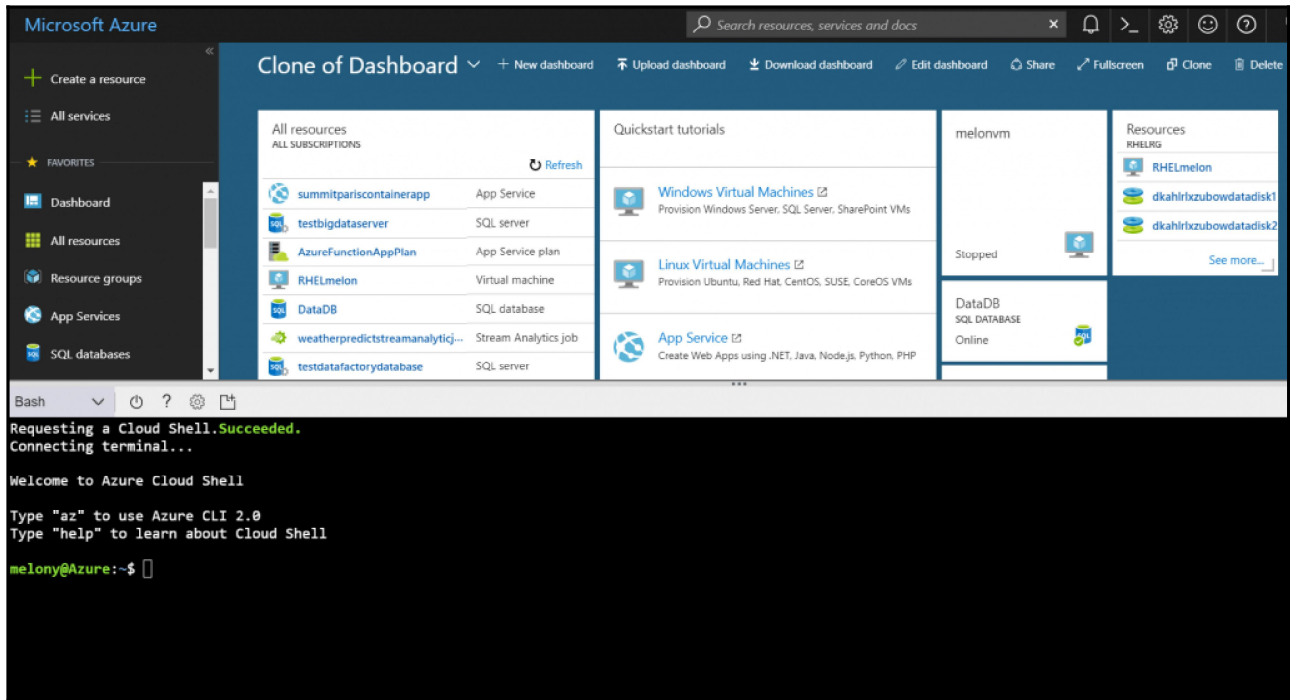 Microsoft Azure
Search resources, services and docs
Create a resource
All services
FAVORITES
Dashboard
All resources
Resource groups
App Services
SQL databases
Clone of Dashboard
New dashboard
Upload dashboard
Download dashboard
Edit dashboard
Share
Fullscreen
Clone
Delete
All resources
ALL SUBSCRIPTIONS
Refresh
summitpariscontainerapp App Service
testbigdataserver SQL server
AzureFunctionAppPlan App Service plan
RHELmelon Virtual machine
DataDB SQL database
weatherpredictstreamanalyticj... Stream Analytics job
testdatafactorydatabase SQL server
Quickstart tutorials
Windows Virtual Machines
Provision Windows Server, SQL Server, SharePoint VMs
Linux Virtual Machines
Provision Ubuntu, Red Hat, CentOS, SUSE, CoreOS VMs
App Service
Create Web Apps using .NET, Java, Node.js, Python, PHP
melonvm
Stopped
DataDB
SQL DATABASE
Online
Resources
RHELRG
RHELmelon
dkahlrlxzubowdatadisk1
dkahlrlxzubowdatadisk2
See more...
Bash
Requesting a Cloud Shell.Succeeded.
Connecting terminal...
Welcome to Azure Cloud Shell
Type "az" to use Azure CLI 2.0
Type "help" to learn about Cloud Shell
melony@Azure:~$